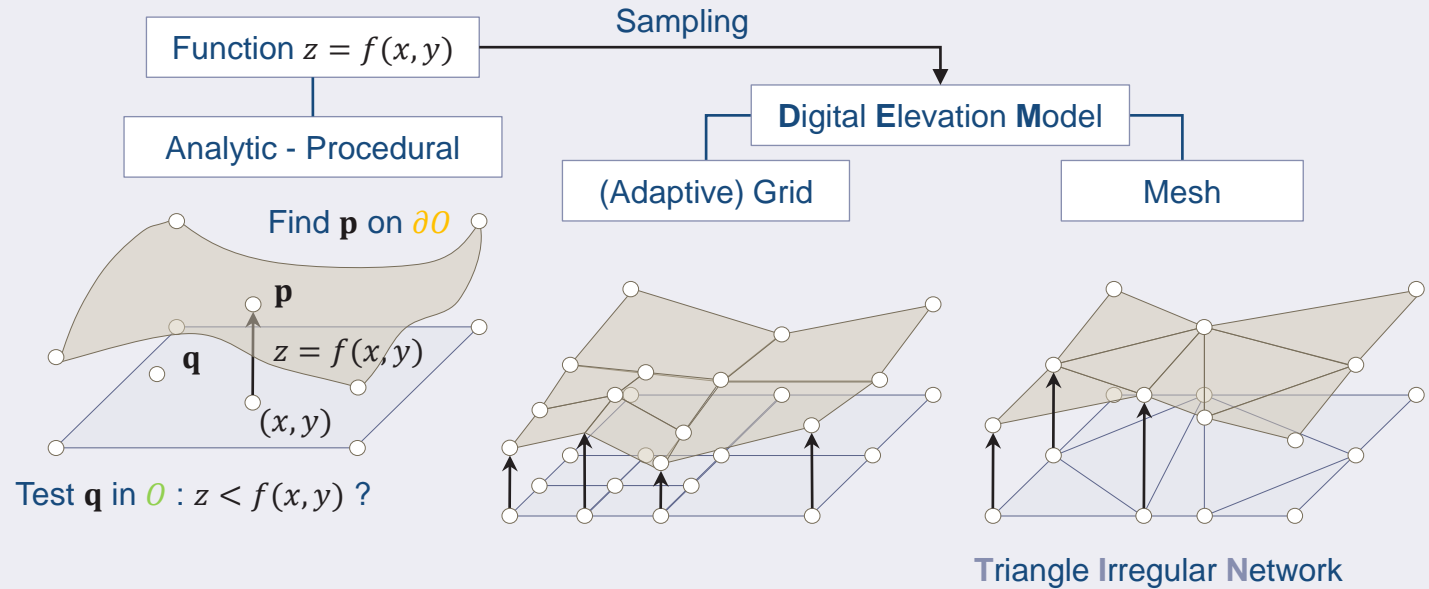 Sampling
Function z = f(x, y)
Digital Elevation Model
Analytic - Procedural
(Adaptive) Grid
Mesh
Find p on ∂O
p
q
z = f(x, y)
(x, y)
Test q in O : z < f(x, y) ?
Triangle Irregular Network